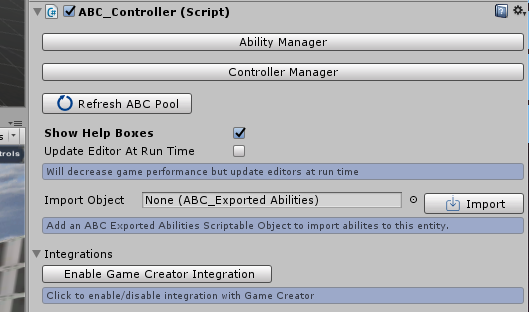 ABC_Controller (Script)
Ability Manager
Controller Manager
Refresh ABC Pool
Show Help Boxes
Update Editor At Run Time
Will decrease game performance but update editors at run time
Import Object None (ABC_Exported Abilities) Import
Add an ABC Exported Abilities Scriptable Object to import abilites to this entity.
Integrations
Enable Game Creator Integration
Click to enable/disable integration with Game Creator